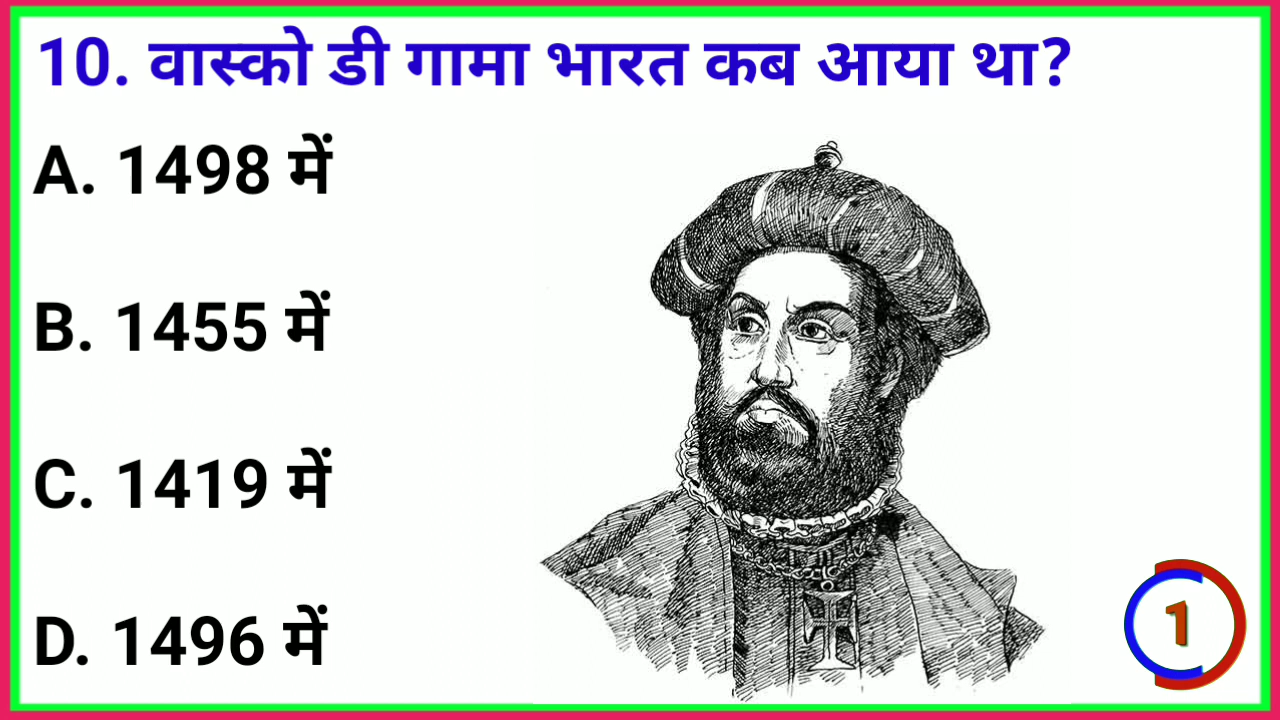 10. वास्को डी गामा भारत कब आया था?
A. 1498 में
B. 1455 में
C. 1419 में
D. 1496 में
1